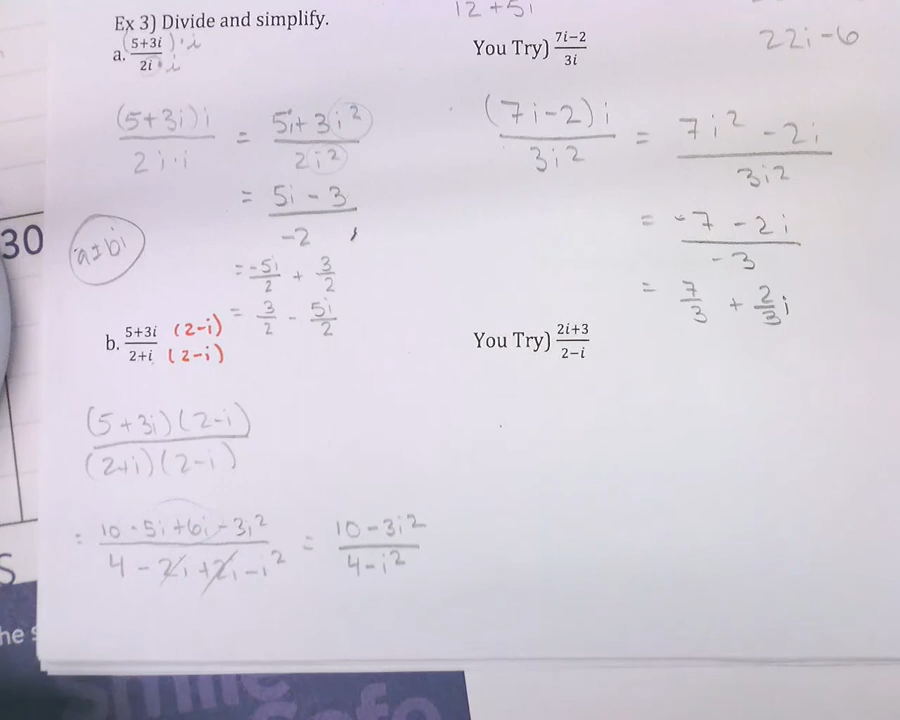 Ex 3) Divide and simplify.
a. (5+3i)·i / 2i·i
(5+3i)i / 2i·i = 5i+3i² / 2i²
= 5i-3 / -2
a±bi
= -5i/2 + 3/2
= 3/2 - 5i/2
b. 5+3i (2-i) / 2+i (2-i)
(5+3i)(2-i) / (2+i)(2-i)
= 10-5i+6i-3i² / 4-2i+2i-i² = 10-3i² / 4-i²
12+5i
22i-6
You Try) 7i-2 / 3i
(7i-2)i / 3i² = 7i²-2i / 3i²
= -7-2i / -3
= 7/3 + 2/3 i
You Try) 2i+3 / 2-i
30
S
he s